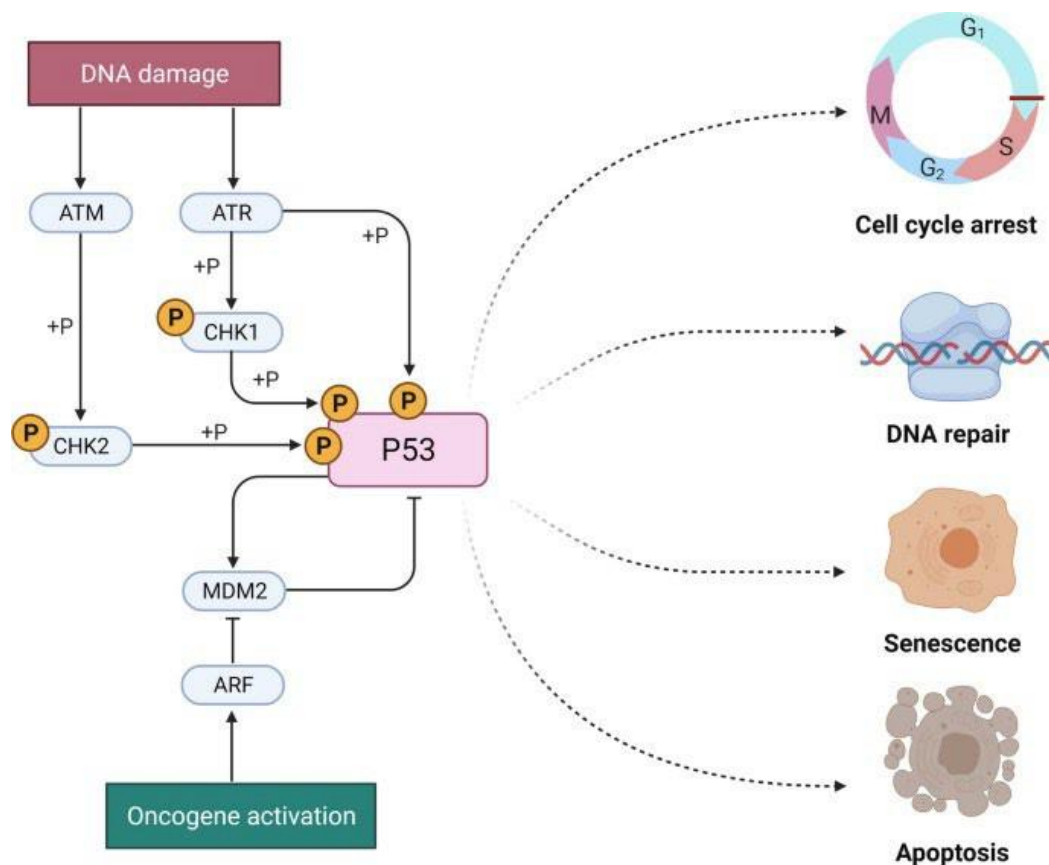 DNA damage
ATM
ATR
+P
+P
+P
P
CHK1
+P
P
CHK2
+P
P
P
P
P53
MDM2
ARF
Oncogene activation
G₁
M
S
G₂
Cell cycle arrest
DNA repair
Senescence
Apoptosis